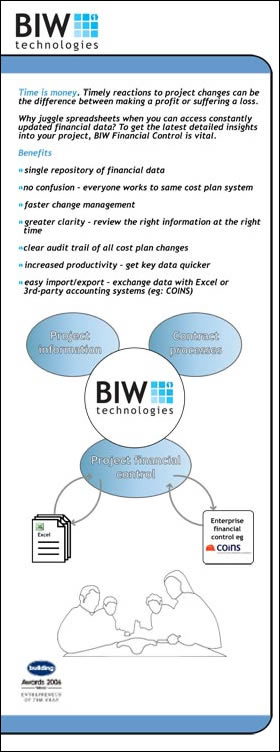 BIW
technologies
Time is money. Timely reactions to project changes can be
the difference between making a profit or suffering a loss.
Why juggle spreadsheets when you can access constantly
updated financial data? To get the latest detailed insights
into your project, BIW Financial Control is vital.
Benefits
single repository of financial data
no confusion – everyone works to same cost plan system
faster change management
greater clarity – review the right information at the right
time
clear audit trail of all cost plan changes
increased productivity – get key data quicker
easy import/export – exchange data with Excel or
3rd-party accounting systems (eg: COINS)
Project
information
Contract
processes
BIW
technologies
Project financial
control
Excel
Enterprise
financial
control eg
COINS
building
Awards 2006
ENTREPRENEUR
OF THE YEAR